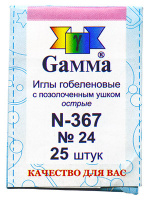 γ
Gamma®
Иглы гобеленовые
с позолоченным ушком
острые
N-367
№ 24
25 штук
КАЧЕСТВО ДЛЯ ВАС